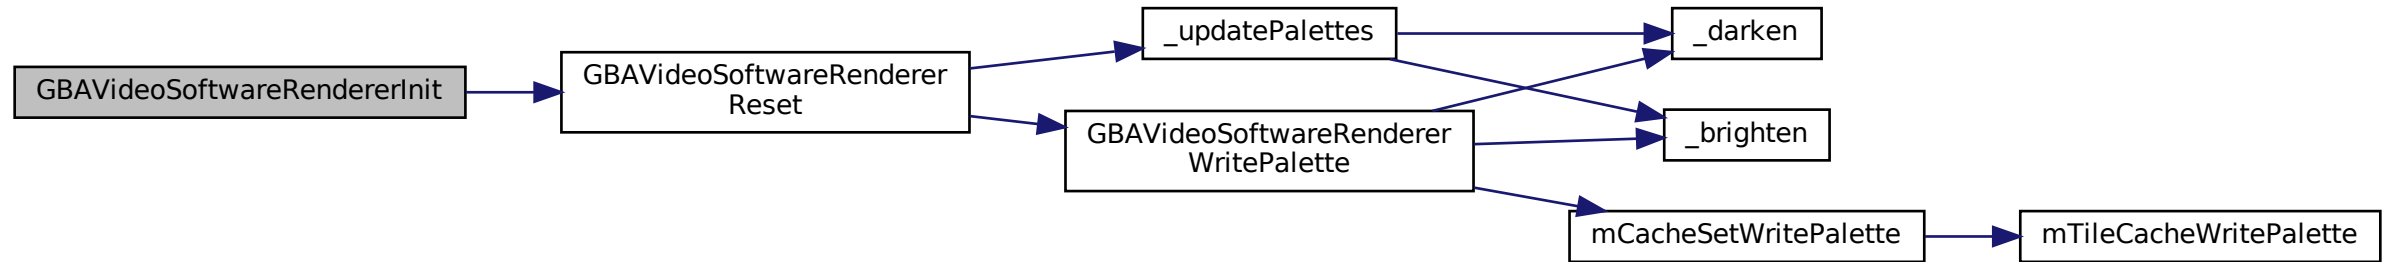 GBAVideoSoftwareRendererInit
GBAVideoSoftwareRenderer
Reset
_updatePalettes
GBAVideoSoftwareRenderer
WritePalette
_darken
_brighten
mCacheSetWritePalette
mTileCacheWritePalette